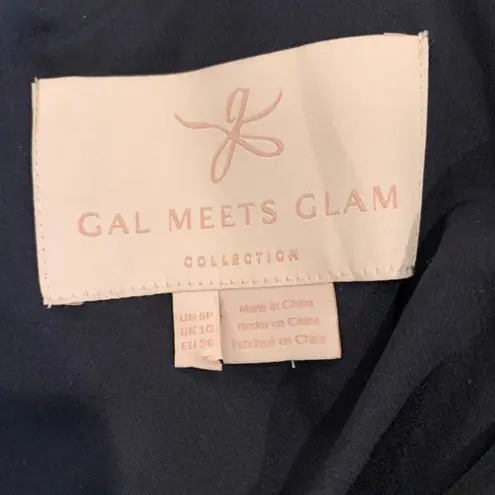 GAL MEETS GLAM
COLLECTION
US 6P
UK 10
EU 36
Made in China
Hecho en China
Fabriqué en Chine